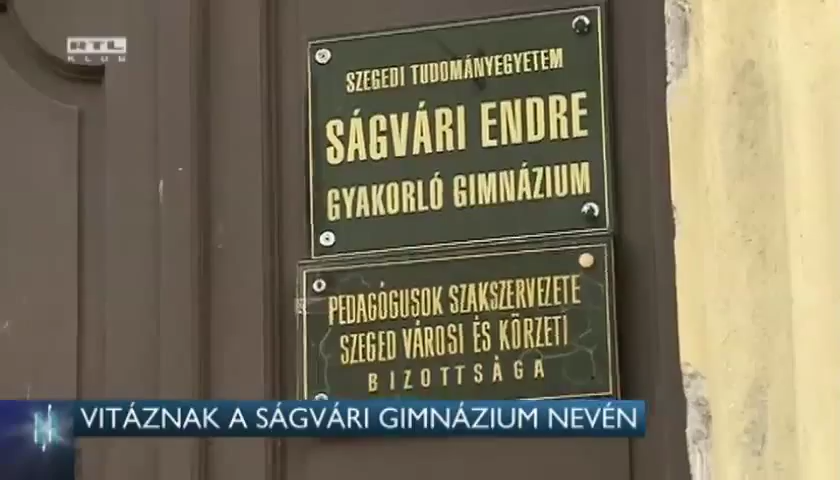 RTL
KLUB
SZEGEDI TUDOMÁNYEGYETEM
SÁGVÁRI ENDRE
GYAKORLÓ GIMNÁZIUM
PEDAGÓGUSOK SZAKSZERVEZETE
SZEGED VÁROSI ÉS KÖRZETI
BIZOTTSÁGA
VITÁZNAK A SÁGVÁRI GIMNÁZIUM NEVÉN